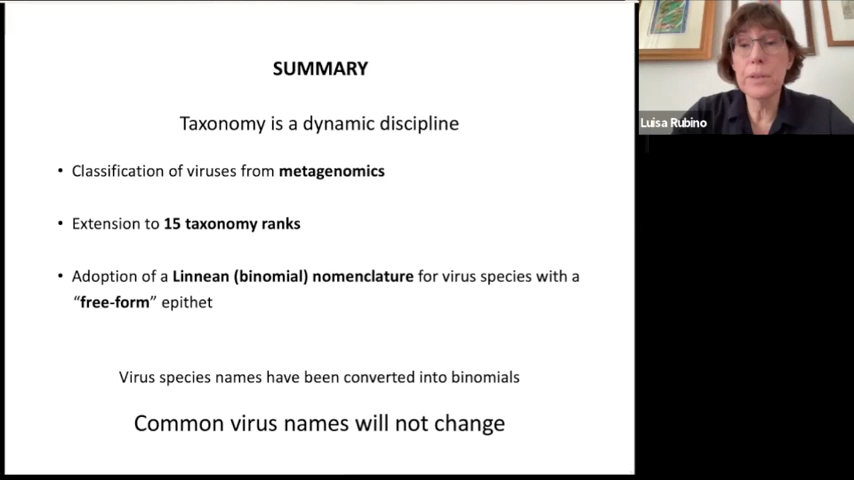 SUMMARY
Taxonomy is a dynamic discipline
• Classification of viruses from metagenomics
• Extension to 15 taxonomy ranks
• Adoption of a Linnean (binomial) nomenclature for virus species with a
“free-form” epithet
Virus species names have been converted into binomials
Common virus names will not change
Luisa Rubino